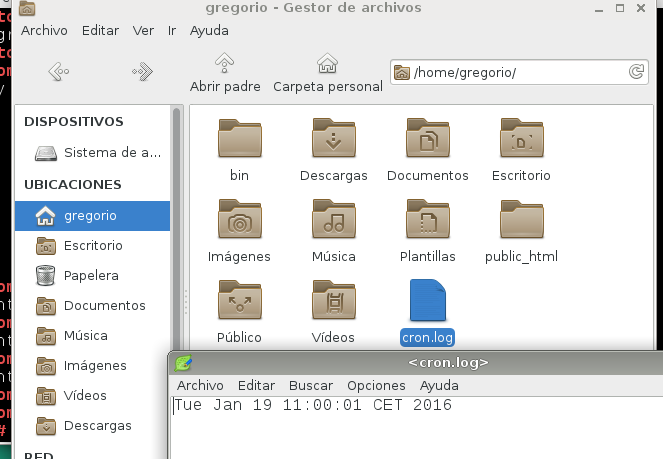 gregorio - Gestor de archivos
Archivo Editar Ver Ir Ayuda
Abrir padre Carpeta personal /home/gregorio/
DISPOSITIVOS
Sistema de a...
UBICACIONES
gregorio
Escritorio
Papelera
Documentos
Música
Imágenes
Vídeos
Descargas
RED
bin Descargas Documentos Escritorio
Imágenes Música Plantillas public_html
Público Vídeos cron.log
<cron.log>
Archivo Editar Buscar Opciones Ayuda
Tue Jan 19 11:00:01 CET 2016